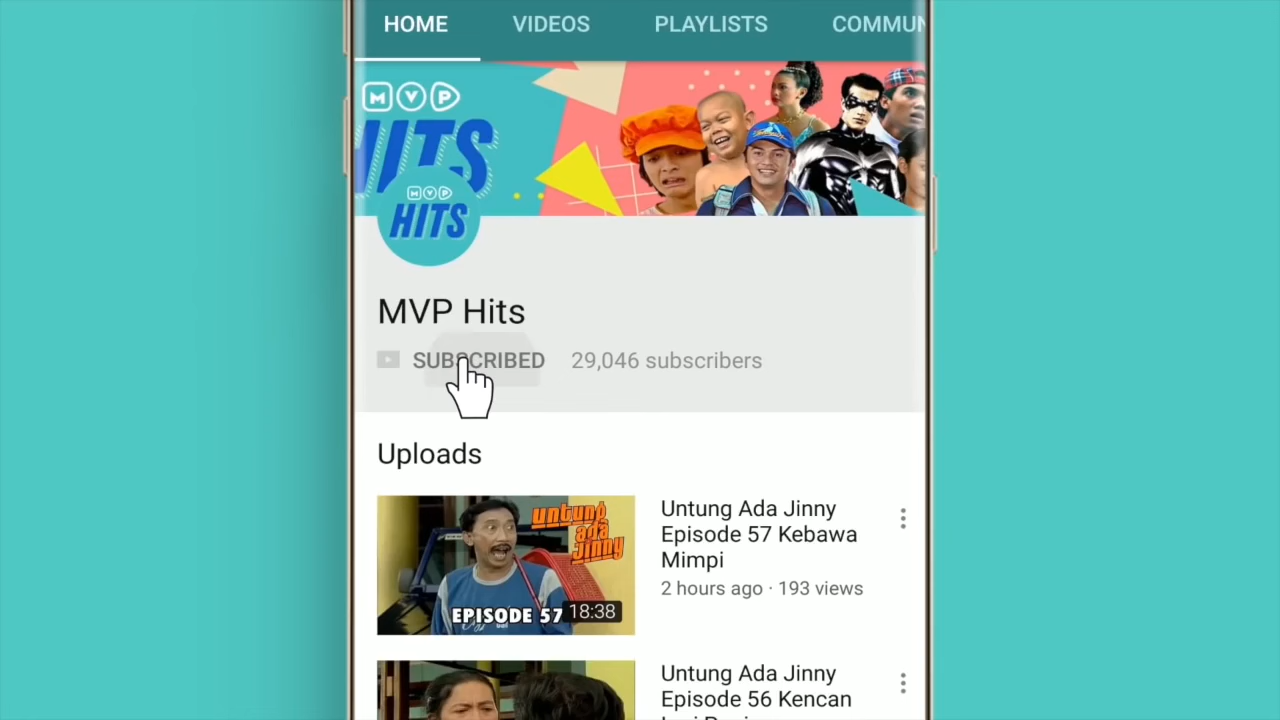 HOME VIDEOS PLAYLISTS COMMUN
MVP
HITS
MVP
HITS
MVP Hits
SUBSCRIBED 29,046 subscribers
Uploads
untung
ada
jinny
EPISODE 57 18:38
Untung Ada Jinny
Episode 57 Kebawa
Mimpi
2 hours ago · 193 views
Untung Ada Jinny
Episode 56 Kencan